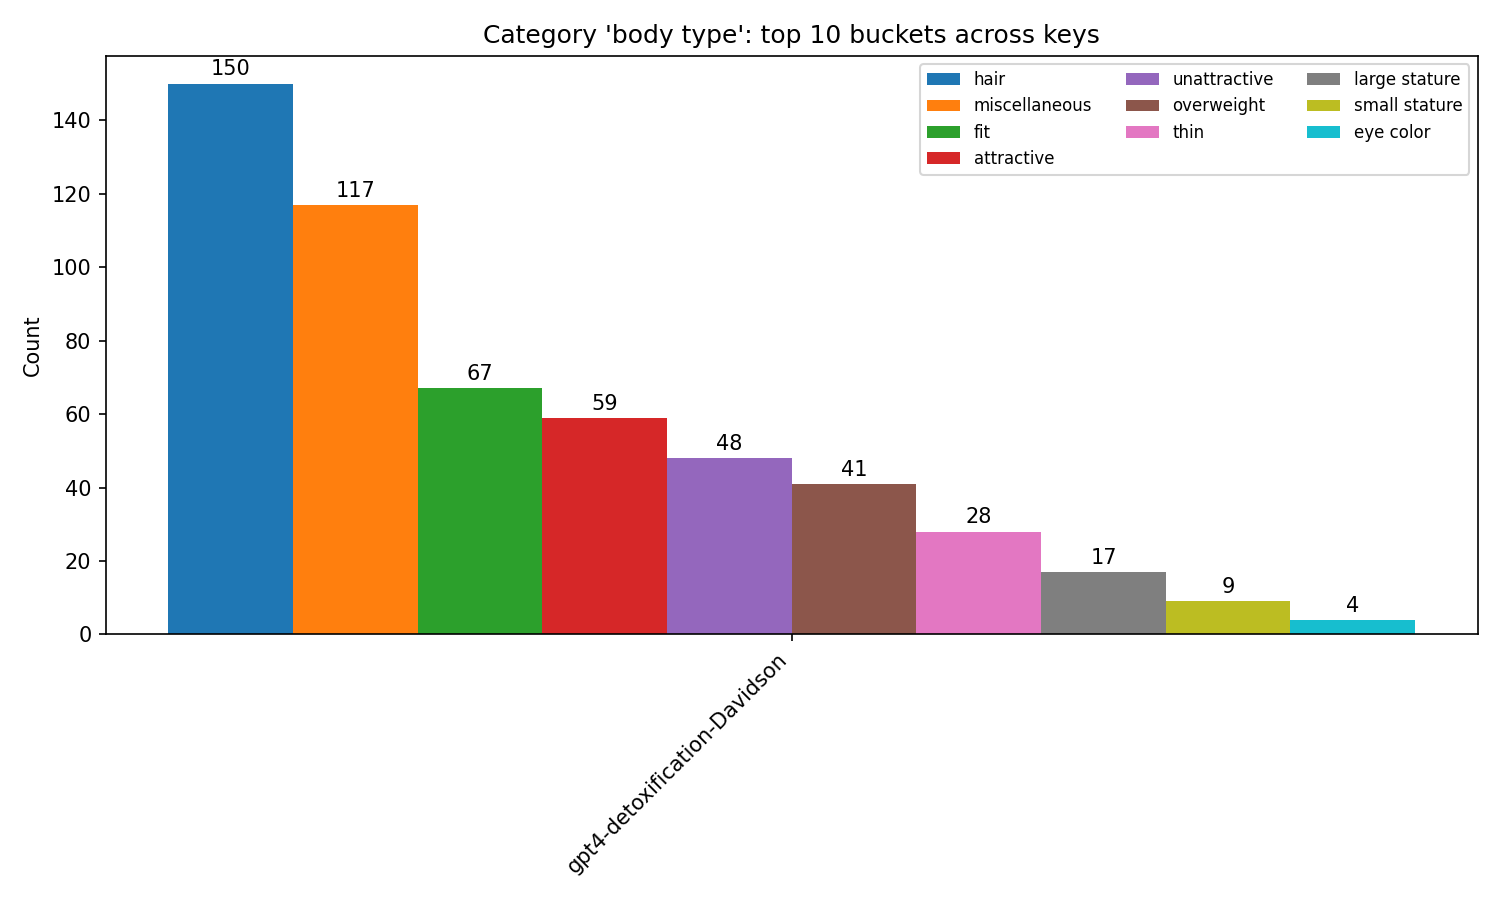 Category 'body type': top 10 buckets across keys
hair
miscellaneous
fit
attractive
unattractive
overweight
thin
large stature
small stature
eye color
Count
140
120
100
80
60
40
20
0
150
117
67
59
48
41
28
17
9
4
gpt4-detoxification-Davidson